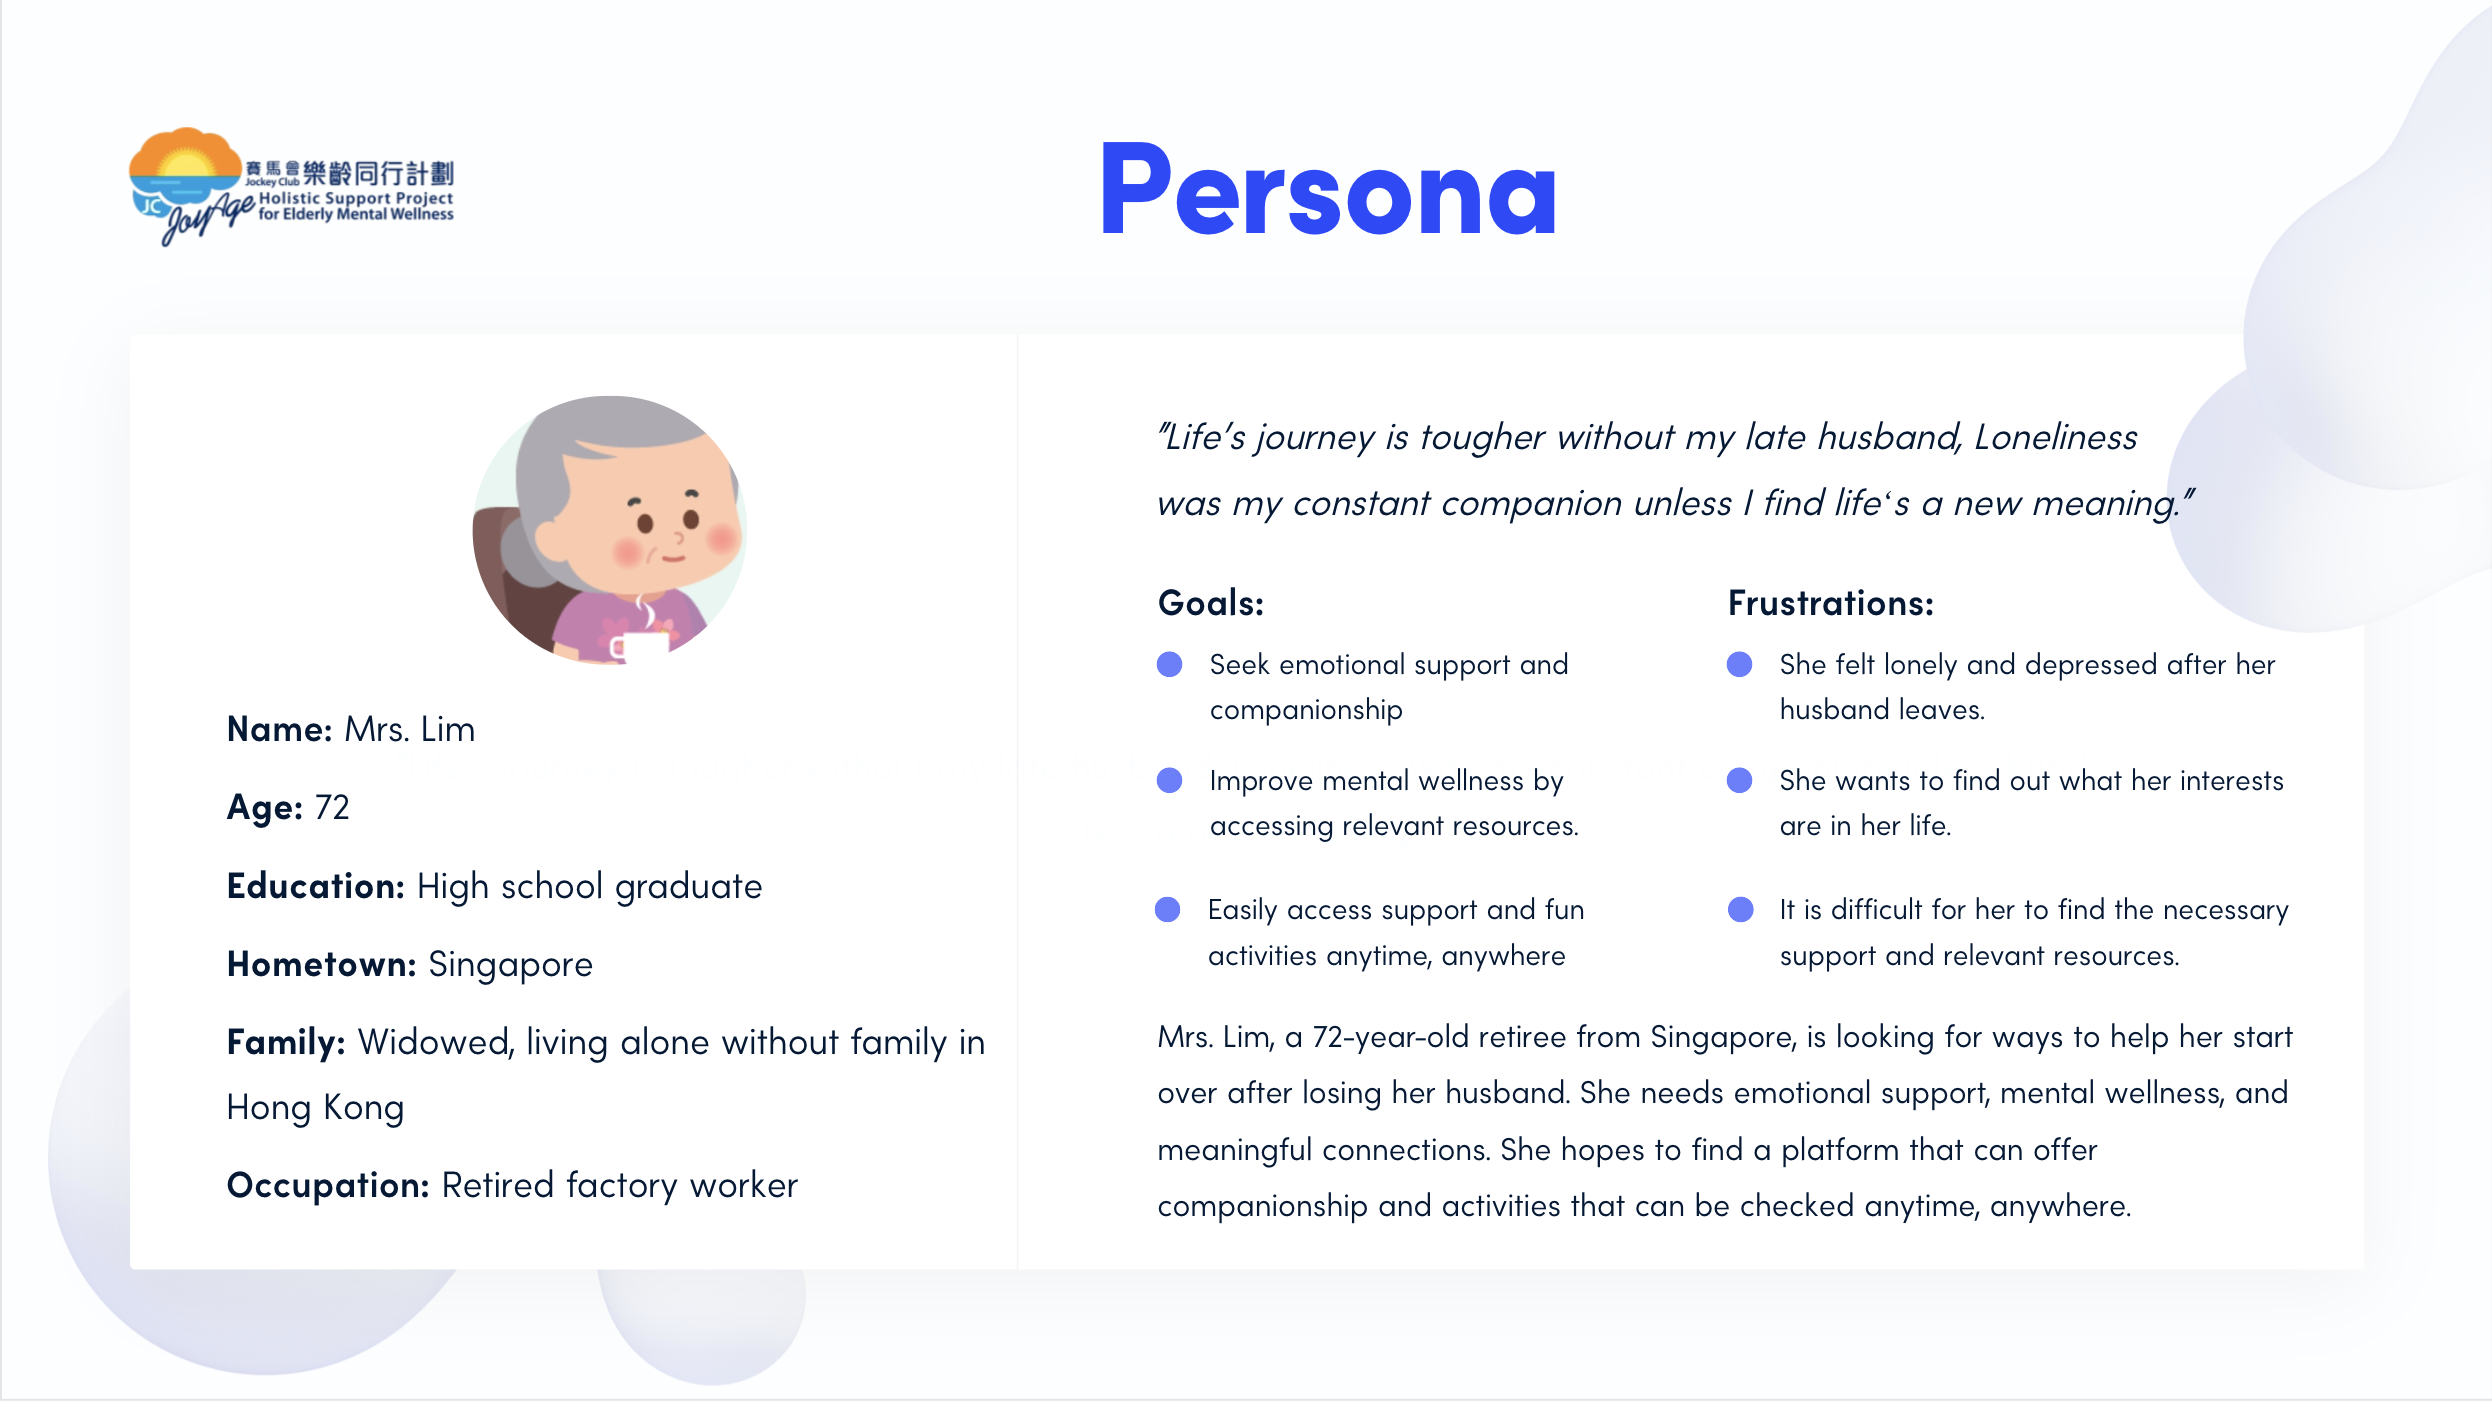 賽馬會樂齡同行計劃
Jockey Club
Holistic Support Project
for Elderly Mental Wellness
JC
JoyAge
Persona
Name: Mrs. Lim
Age: 72
Education: High school graduate
Hometown: Singapore
Family: Widowed, living alone without family in
Hong Kong
Occupation: Retired factory worker
"Life's journey is tougher without my late husband, Loneliness
was my constant companion unless I find life‘s a new meaning."
Goals:
Seek emotional support and
companionship
Improve mental wellness by
accessing relevant resources.
Easily access support and fun
activities anytime, anywhere
Frustrations:
She felt lonely and depressed after her
husband leaves.
She wants to find out what her interests
are in her life.
It is difficult for her to find the necessary
support and relevant resources.
Mrs. Lim, a 72-year-old retiree from Singapore, is looking for ways to help her start
over after losing her husband. She needs emotional support, mental wellness, and
meaningful connections. She hopes to find a platform that can offer
companionship and activities that can be checked anytime, anywhere.